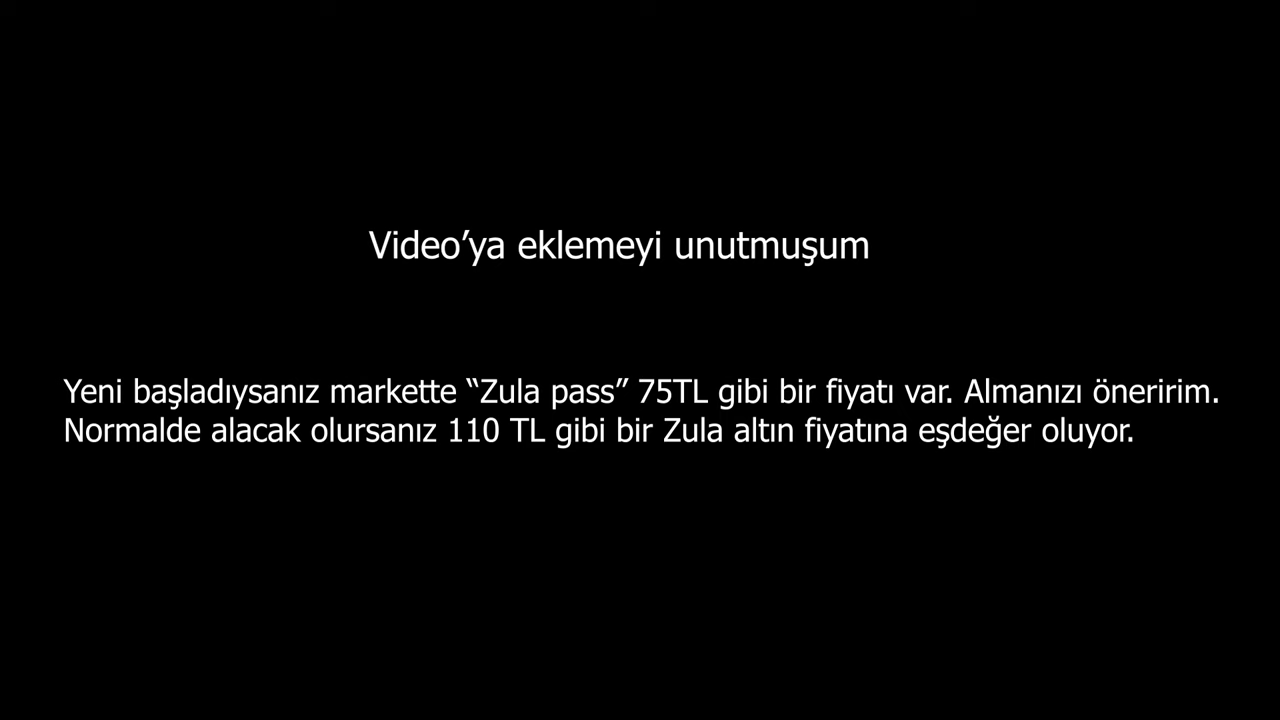 Video’ya eklemeyi unutmuşum
Yeni başladıysanız markette “Zula pass” 75TL gibi bir fiyatı var. Almanızı öneririm.
Normalde alacak olursanız 110 TL gibi bir Zula altın fiyatına eşdeğer oluyor.